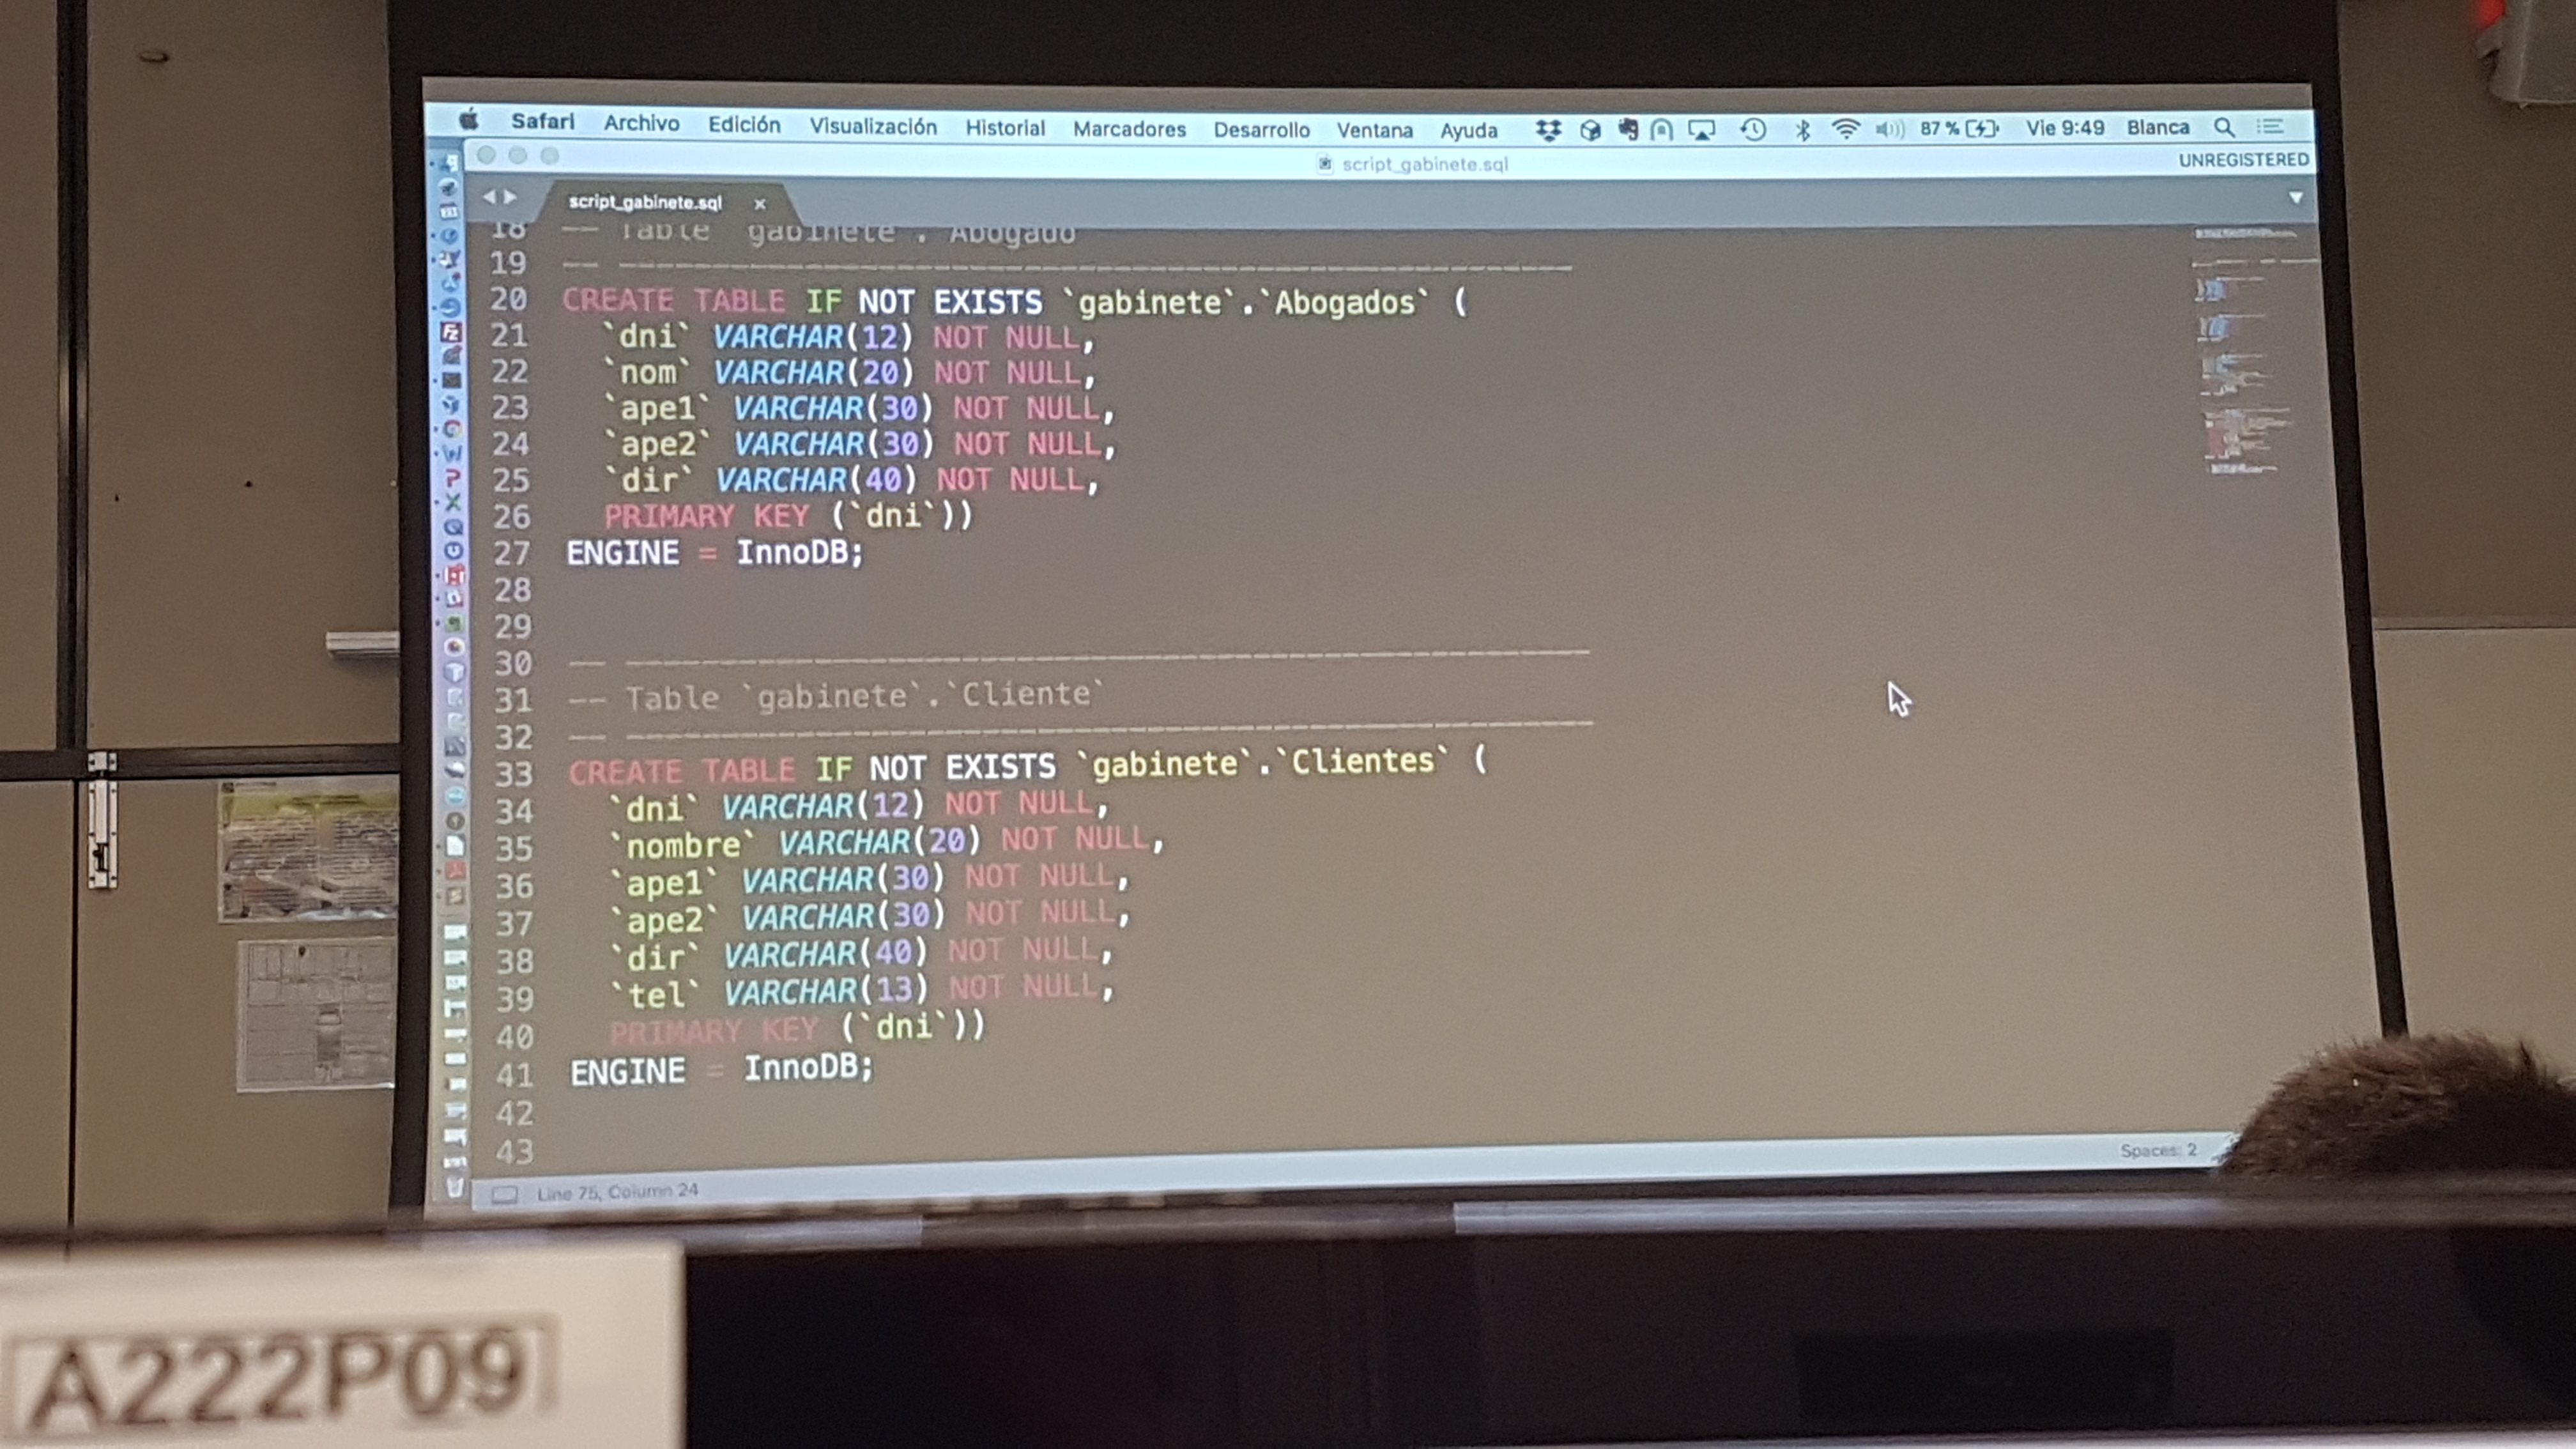 Safari Archivo Edición Visualización Historial Marcadores Desarrollo Ventana Ayuda 87 % Vie 9:49 Blanca
script_gabinete.sql UNREGISTERED
script_gabinete.sql ×
18 -- Table `gabinete`.`Abogado`
19 -- -----------------------------------------------------
20 CREATE TABLE IF NOT EXISTS `gabinete`.`Abogados` (
21 `dni` VARCHAR(12) NOT NULL,
22 `nom` VARCHAR(20) NOT NULL,
23 `ape1` VARCHAR(30) NOT NULL,
24 `ape2` VARCHAR(30) NOT NULL,
25 `dir` VARCHAR(40) NOT NULL,
26 PRIMARY KEY (`dni`))
27 ENGINE = InnoDB;
28
29
30 -- -----------------------------------------------------
31 -- Table `gabinete`.`Cliente`
32 -- -----------------------------------------------------
33 CREATE TABLE IF NOT EXISTS `gabinete`.`Clientes` (
34 `dni` VARCHAR(12) NOT NULL,
35 `nombre` VARCHAR(20) NOT NULL,
36 `ape1` VARCHAR(30) NOT NULL,
37 `ape2` VARCHAR(30) NOT NULL,
38 `dir` VARCHAR(40) NOT NULL,
39 `tel` VARCHAR(13) NOT NULL,
40 PRIMARY KEY (`dni`))
41 ENGINE = InnoDB;
42
43
Line 75, Column 24 Spaces: 2
A222P09